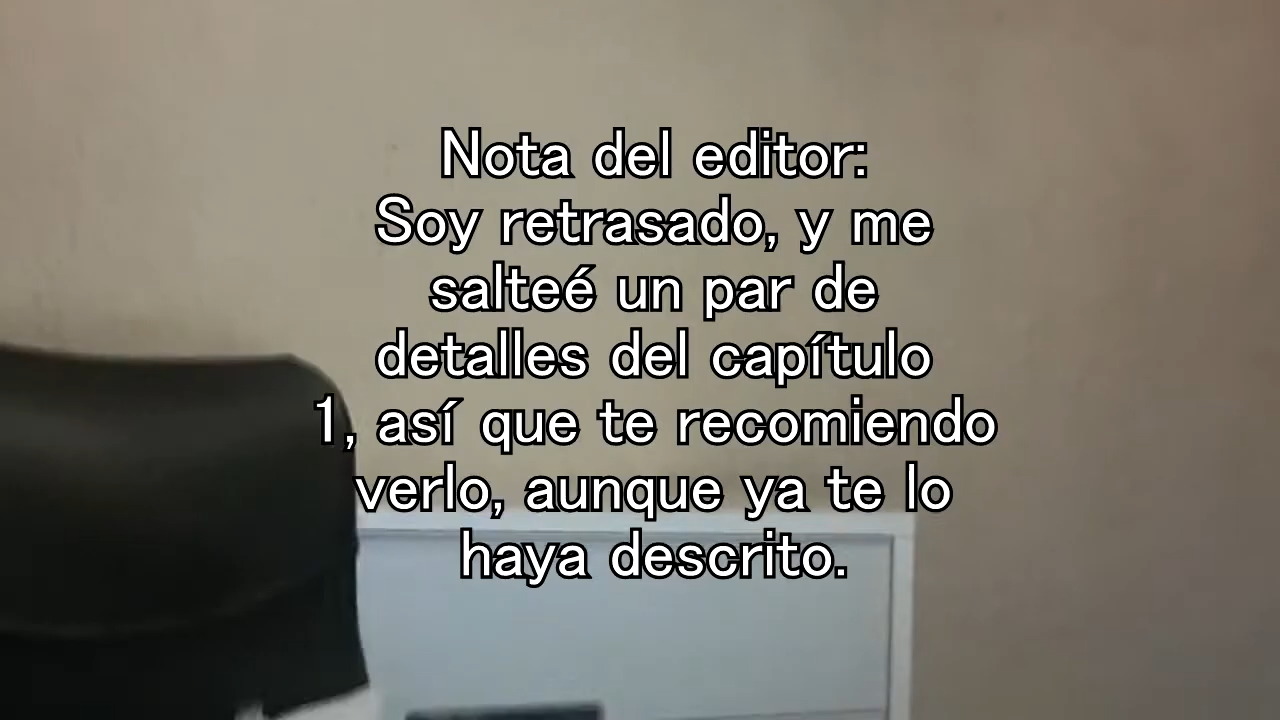 Nota del editor:
Soy retrasado, y me
salteé un par de
detalles del capítulo
1, así que te recomiendo
verlo, aunque ya te lo
haya descrito.